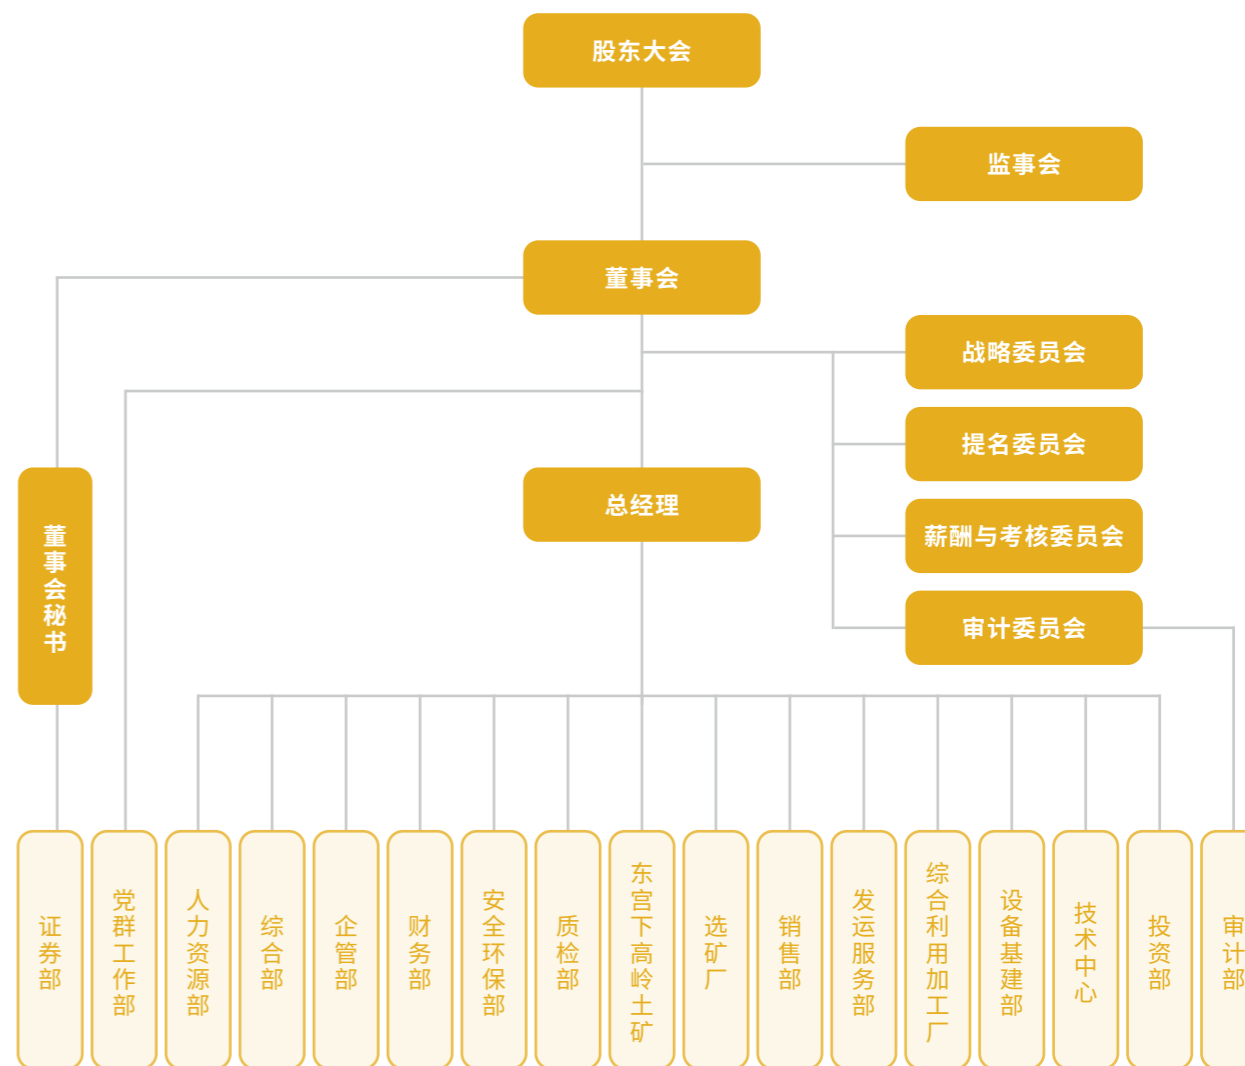 股东大会
监事会
董事会
战略委员会
提名委员会
总经理
薪酬与考核委员会
董事会秘书
审计委员会
证券部
党群工作部
人力资源部
综合部
企管部
财务部
安全环保部
质检部
东宫下高岭土矿
选矿厂
销售部
发运服务部
综合利用加工厂
设备基建部
技术中心
投资部
审计部